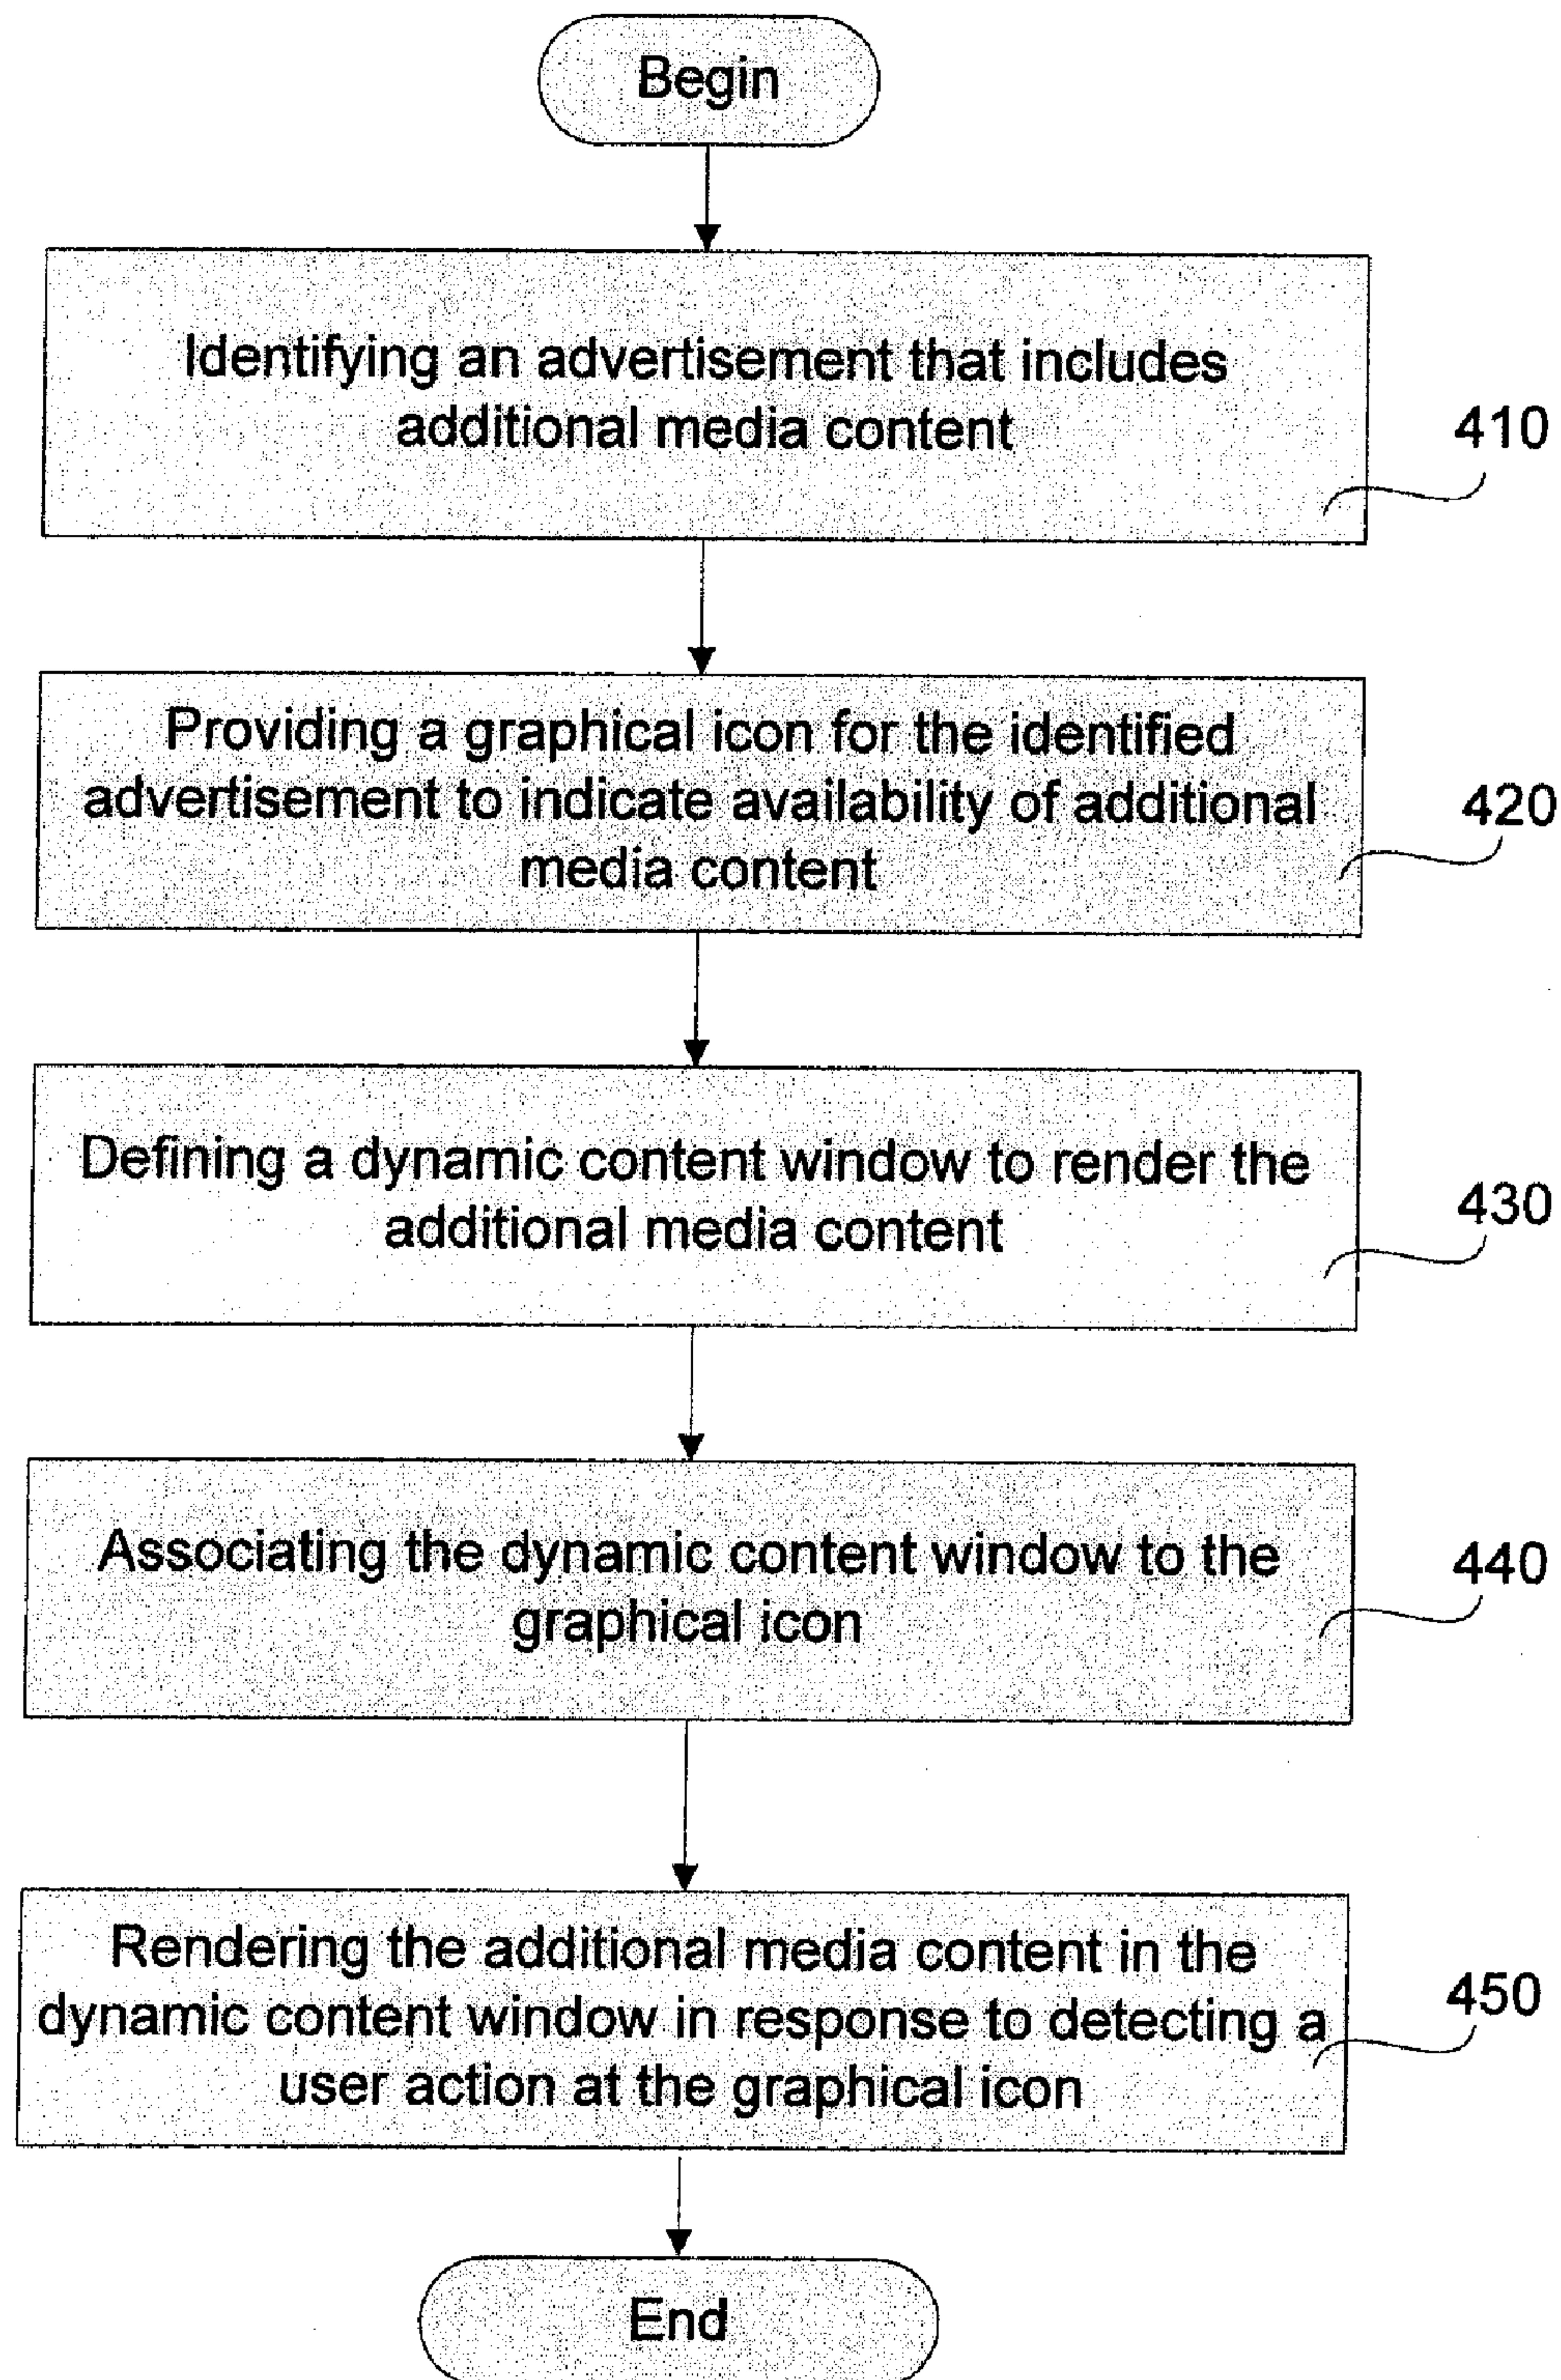 Begin
Identifying an advertisement that includes
additional media content
410
Providing a graphical icon for the identified
advertisement to indicate availability of additional
media content
420
Defining a dynamic content window to render the
additional media content
430
Associating the dynamic content window to the
graphical icon
440
Rendering the additional media content in the
dynamic content window in response to detecting a
user action at the graphical icon
450
End